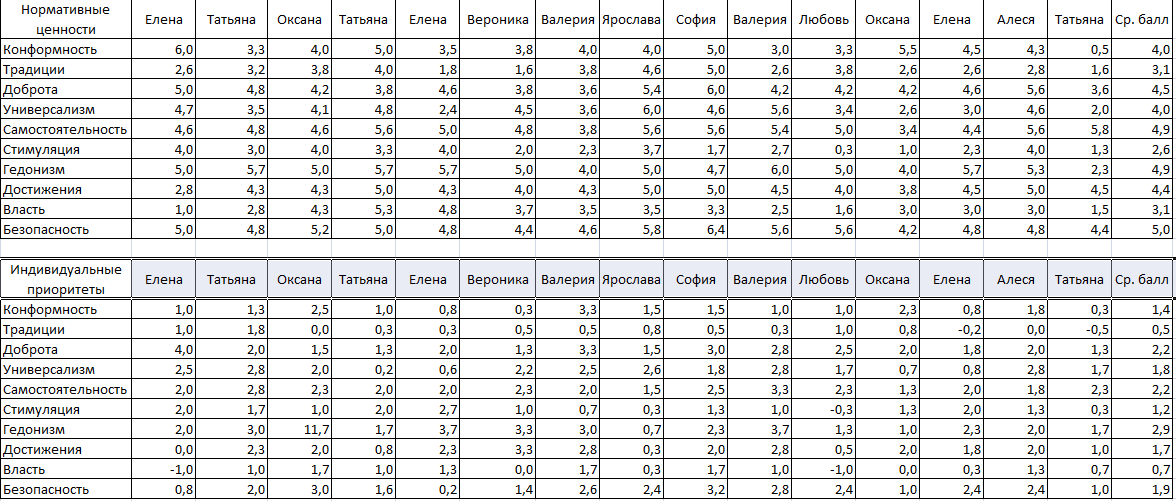 Нормативные ценности Елена Татьяна Оксана Татьяна Елена Вероника Валерия Ярослава София Валерия Любовь Оксана Елена Алеся Татьяна Ср. балл
Конформность 6,0 3,3 4,0 5,0 3,5 3,8 4,0 4,0 5,0 3,0 3,3 5,5 4,5 4,3 0,5 4,0
Традиции 2,6 3,2 3,8 4,0 1,8 1,6 3,8 4,6 5,0 2,6 3,8 2,6 2,6 2,8 1,6 3,1
Доброта 5,0 4,8 4,2 3,8 4,6 3,8 3,6 5,4 6,0 4,2 4,2 4,2 4,6 5,6 3,6 4,5
Универсализм 4,7 3,5 4,1 4,8 2,4 4,5 3,6 6,0 4,6 5,6 3,4 2,6 3,0 4,6 2,0 4,0
Самостоятельность 4,6 4,8 4,6 5,6 5,0 4,8 3,8 5,6 5,6 5,4 5,0 3,4 4,4 5,6 5,8 4,9
Стимуляция 4,0 3,0 4,0 3,3 4,0 2,0 2,3 3,7 1,7 2,7 0,3 1,0 2,3 4,0 1,3 2,6
Гедонизм 5,0 5,7 5,0 5,7 5,7 5,0 4,0 5,0 4,7 6,0 5,0 4,0 5,7 5,3 2,3 4,9
Достижения 2,8 4,3 4,3 5,0 4,3 4,0 4,3 5,0 5,0 4,5 4,0 3,8 4,5 5,0 4,5 4,4
Власть 1,0 2,8 4,3 5,3 4,8 3,7 3,5 3,5 3,3 2,5 1,6 3,0 3,0 3,0 1,5 3,1
Безопасность 5,0 4,8 5,2 5,0 4,8 4,4 4,6 5,8 6,4 5,6 5,6 4,2 4,8 4,8 4,4 5,0
Индивидуальные приоритеты Елена Татьяна Оксана Татьяна Елена Вероника Валерия Ярослава София Валерия Любовь Оксана Елена Алеся Татьяна Ср. балл
Конформность 1,0 1,3 2,5 1,0 0,8 0,3 3,3 1,5 1,5 1,0 1,0 2,3 0,8 1,8 0,3 1,4
Традиции 1,0 1,8 0,0 0,3 0,3 0,5 0,5 0,8 0,5 0,3 1,0 0,8 -0,2 0,0 -0,5 0,5
Доброта 4,0 2,0 1,5 1,3 2,0 1,3 3,3 1,5 3,0 2,8 2,5 2,0 1,8 2,0 1,3 2,2
Универсализм 2,5 2,8 2,0 0,2 0,6 2,2 2,5 2,6 1,8 2,8 1,7 0,7 0,8 2,8 1,7 1,8
Самостоятельность 2,0 2,8 2,3 2,0 2,0 2,3 2,0 1,5 2,5 3,3 2,3 1,3 2,0 1,8 2,3 2,2
Стимуляция 2,0 1,7 1,0 2,0 2,7 1,0 0,7 0,3 1,3 1,0 -0,3 1,3 2,0 1,3 0,3 1,2
Гедонизм 2,0 3,0 11,7 1,7 3,7 3,3 3,0 0,7 2,3 3,7 1,3 1,0 2,3 2,0 1,7 2,9
Достижения 0,0 2,3 2,0 0,8 2,3 3,3 2,8 0,3 2,0 2,8 0,5 2,0 1,8 2,0 1,0 1,7
Власть -1,0 1,0 1,7 1,0 1,3 0,0 1,7 0,3 1,7 1,0 -1,0 0,0 0,3 1,3 0,7 0,7
Безопасность 0,8 2,0 3,0 1,6 0,2 1,4 2,6 2,4 3,2 2,8 2,4 1,0 2,4 2,4 1,0 1,9